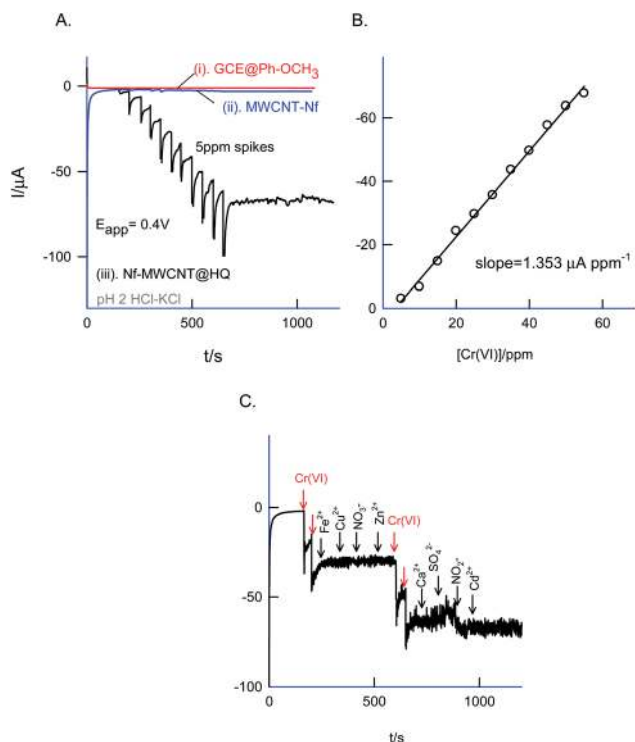 A.
(i). GCE@Ph-OCH₃
(ii). MWCNT-Nf
5ppm spikes
E_app= 0.4V
(iii). Nf-MWCNT@HQ
pH 2 HCl-KCl
I/μA
0
-50
-100
0
500
1000
t/s
B.
-60
-40
-20
0
slope=1.353 μA ppm⁻¹
0
20
40
60
[Cr(VI)]/ppm
C.
Cr(VI)
Fe²⁺
Cu²⁺
NO₃⁻
Zn²⁺
Cr(VI)
Ca²⁺
SO₄²⁻
NO₂⁻
Cd²⁺
0
-50
-100
0
500
1000
t/s